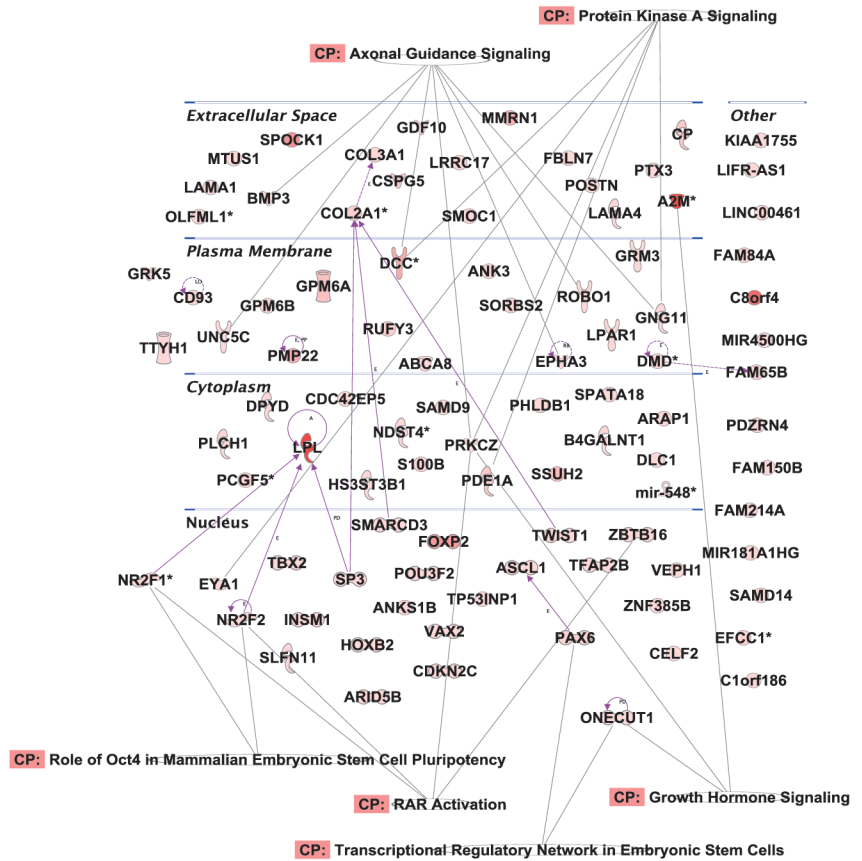 CP: Protein Kinase A Signaling
CP: Axonal Guidance Signaling
Extracellular Space
Other
SPOCK1
GDF10
MMRN1
CP
KIAA1755
MTUS1
COL3A1
LRRC17
FBLN7
PTX3
LIFR-AS1
LAMA1
BMP3
E
CSPG5
POSTN
A2M*
OLFML1*
COL2A1*
SMOC1
LAMA4
LINC00461
Plasma Membrane
DCC*
GRM3
FAM84A
GRK5
LO
CD93
GPM6A
ANK3
ROBO1
C8orf4
GPM6B
SORBS2
GNG11
TTYH1
UNC5C
RUFY3
LPAR1
MIR4500HG
E, PP
PMP22
ABCA8
RB
EPHA3
E
DMD*
FAM65B
E
E
E
Cytoplasm
DPYD
CDC42EP5
SAMD9
PHLDB1
SPATA18
A
PLCH1
LPL
NDST4*
PRKCZ
B4GALNT1
ARAP1
PDZRN4
PCGF5*
HS3ST3B1
S100B
PDE1A
SSUH2
DLC1
FAM150B
mir-548*
FAM214A
Nucleus
PD
SMARCD3
FOXP2
TWIST1
ZBTB16
E
TBX2
MIR181A1HG
NR2F1*
EYA1
SP3
POU3F2
ASCL1
TFAP2B
VEPH1
E
NR2F2
INSM1
ANKS1B
TP53INP1
E
ZNF385B
SAMD14
SLFN11
HOXB2
VAX2
PAX6
CELF2
EFCC1*
CDKN2C
C1orf186
ARID5B
PD
ONECUT1
CP: Role of Oct4 in Mammalian Embryonic Stem Cell Pluripotency
CP: RAR Activation
CP: Growth Hormone Signaling
CP: Transcriptional Regulatory Network in Embryonic Stem Cells